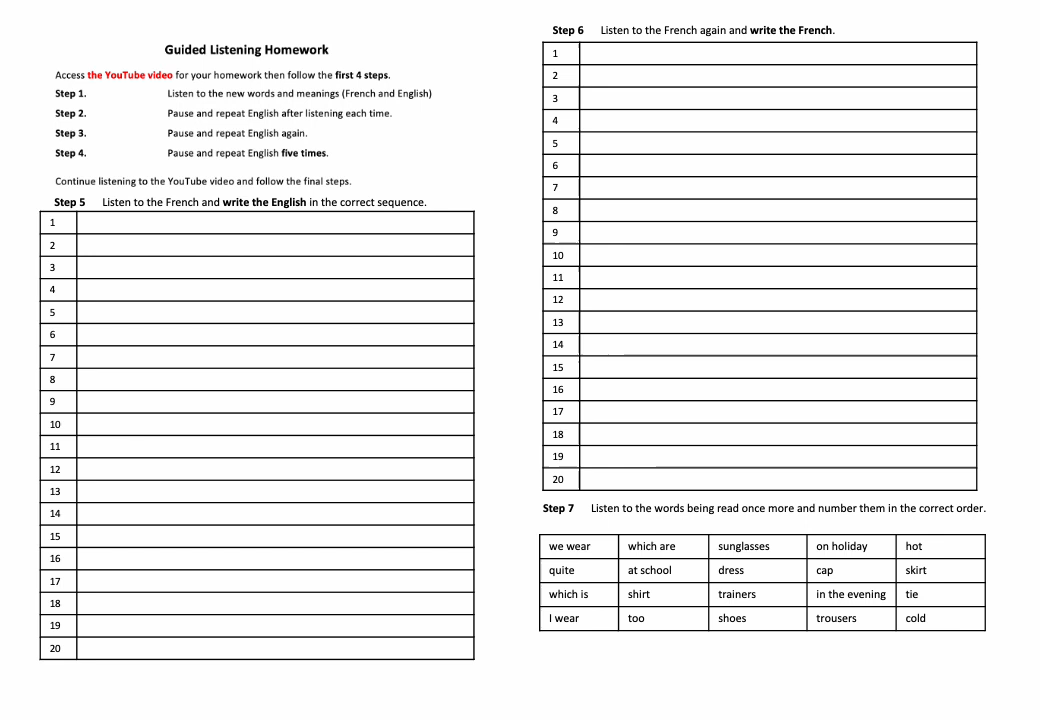 Guided Listening Homework
Access the YouTube video for your homework then follow the first 4 steps.
Step 1. Listen to the new words and meanings (French and English)
Step 2. Pause and repeat English after listening each time.
Step 3. Pause and repeat English again.
Step 4. Pause and repeat English five times.
Continue listening to the YouTube video and follow the final steps.
Step 5 Listen to the French and write the English in the correct sequence.
1
2
3
4
5
6
7
8
9
10
11
12
13
14
15
16
17
18
19
20
Step 6 Listen to the French again and write the French.
1
2
3
4
5
6
7
8
9
10
11
12
13
14
15
16
17
18
19
20
Step 7 Listen to the words being read once more and number them in the correct order.
we wear which are sunglasses on holiday hot
quite at school dress cap skirt
which is shirt trainers in the evening tie
I wear too shoes trousers cold